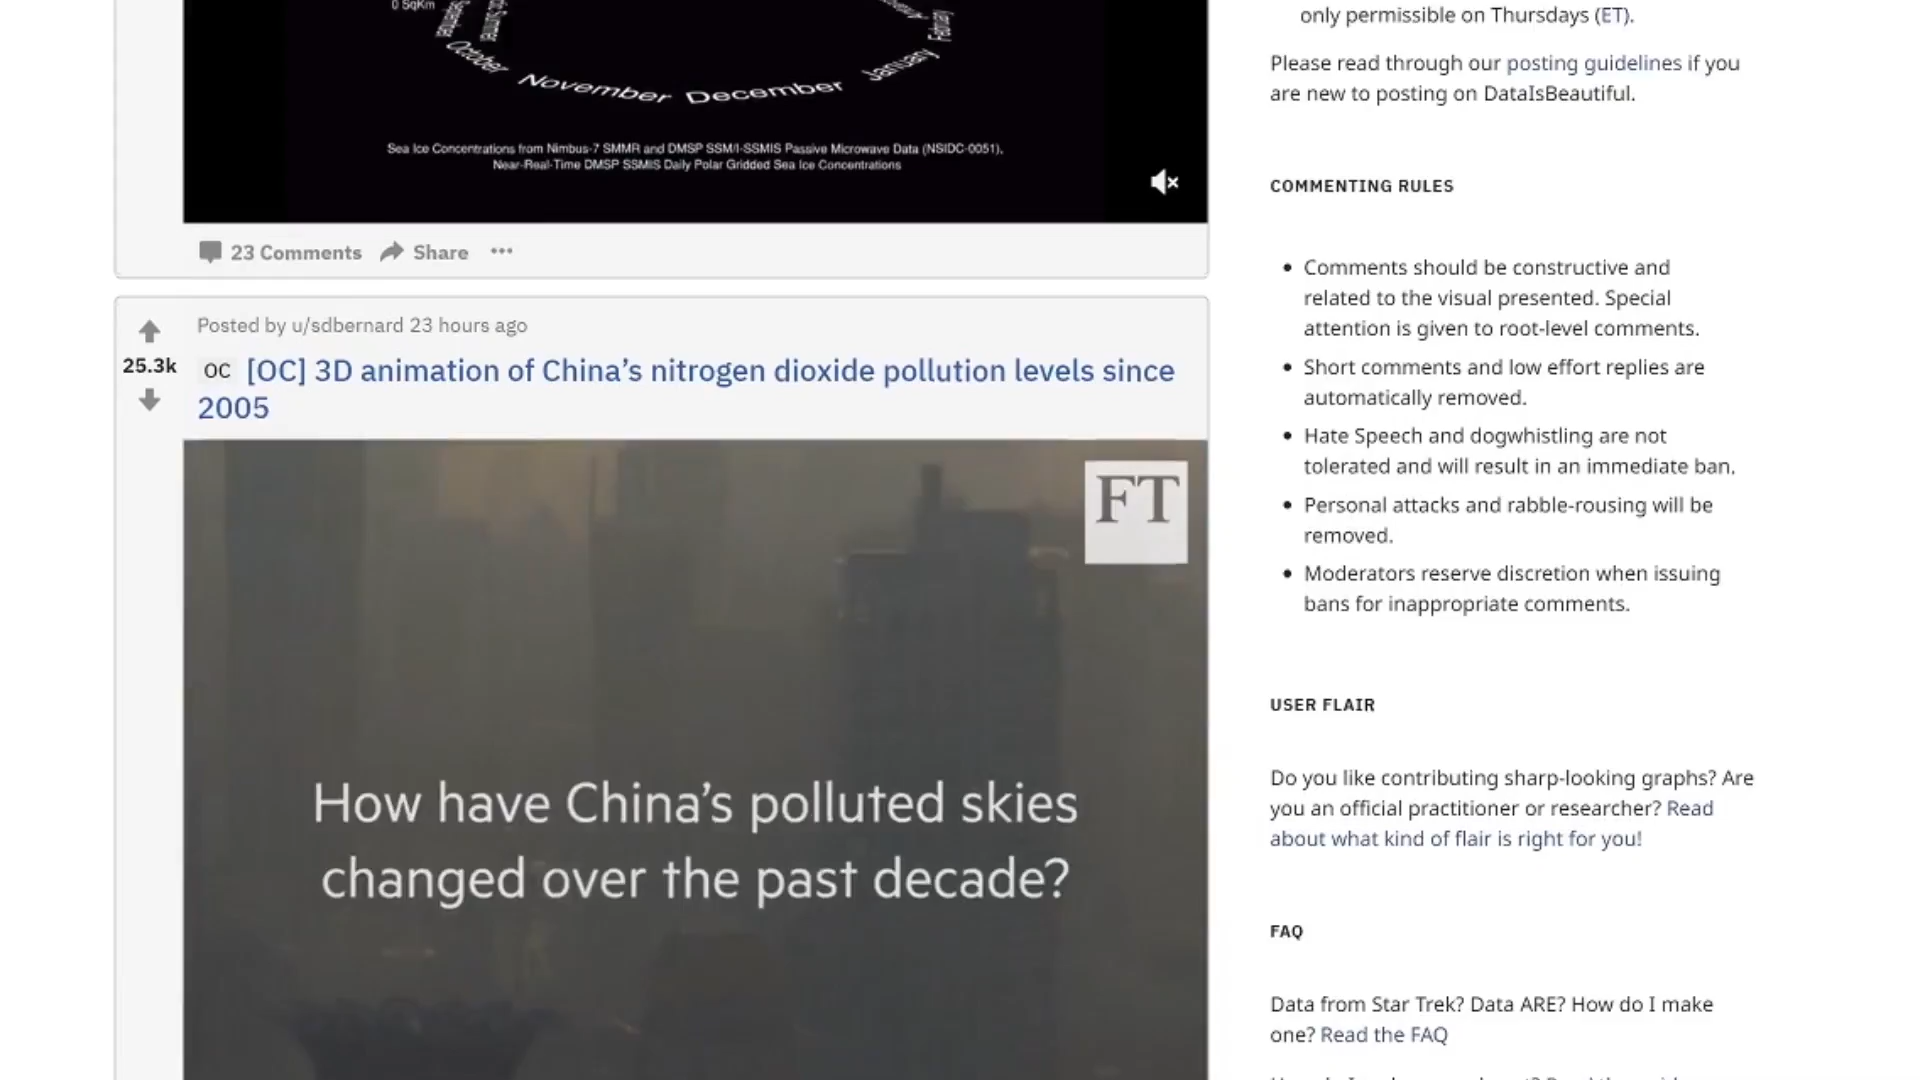 0 SqKm
October
November December
January
Sea Ice Concentrations from Nimbus-7 SMMR and DMSP SSM/I-SSMIS Passive Microwave Data (NSIDC-0051),
Near-Real-Time DMSP SSMIS Daily Polar Gridded Sea Ice Concentrations
23 Comments Share ...
Posted by u/sdbernard 23 hours ago
25.3k
OC [OC] 3D animation of China’s nitrogen dioxide pollution levels since
2005
FT
How have China’s polluted skies
changed over the past decade?
only permissible on Thursdays (ET).
Please read through our posting guidelines if you
are new to posting on DataIsBeautiful.
COMMENTING RULES
• Comments should be constructive and
related to the visual presented. Special
attention is given to root-level comments.
• Short comments and low effort replies are
automatically removed.
• Hate Speech and dogwhistling are not
tolerated and will result in an immediate ban.
• Personal attacks and rabble-rousing will be
removed.
• Moderators reserve discretion when issuing
bans for inappropriate comments.
USER FLAIR
Do you like contributing sharp-looking graphs? Are
you an official practitioner or researcher? Read
about what kind of flair is right for you!
FAQ
Data from Star Trek? Data ARE? How do I make
one? Read the FAQ